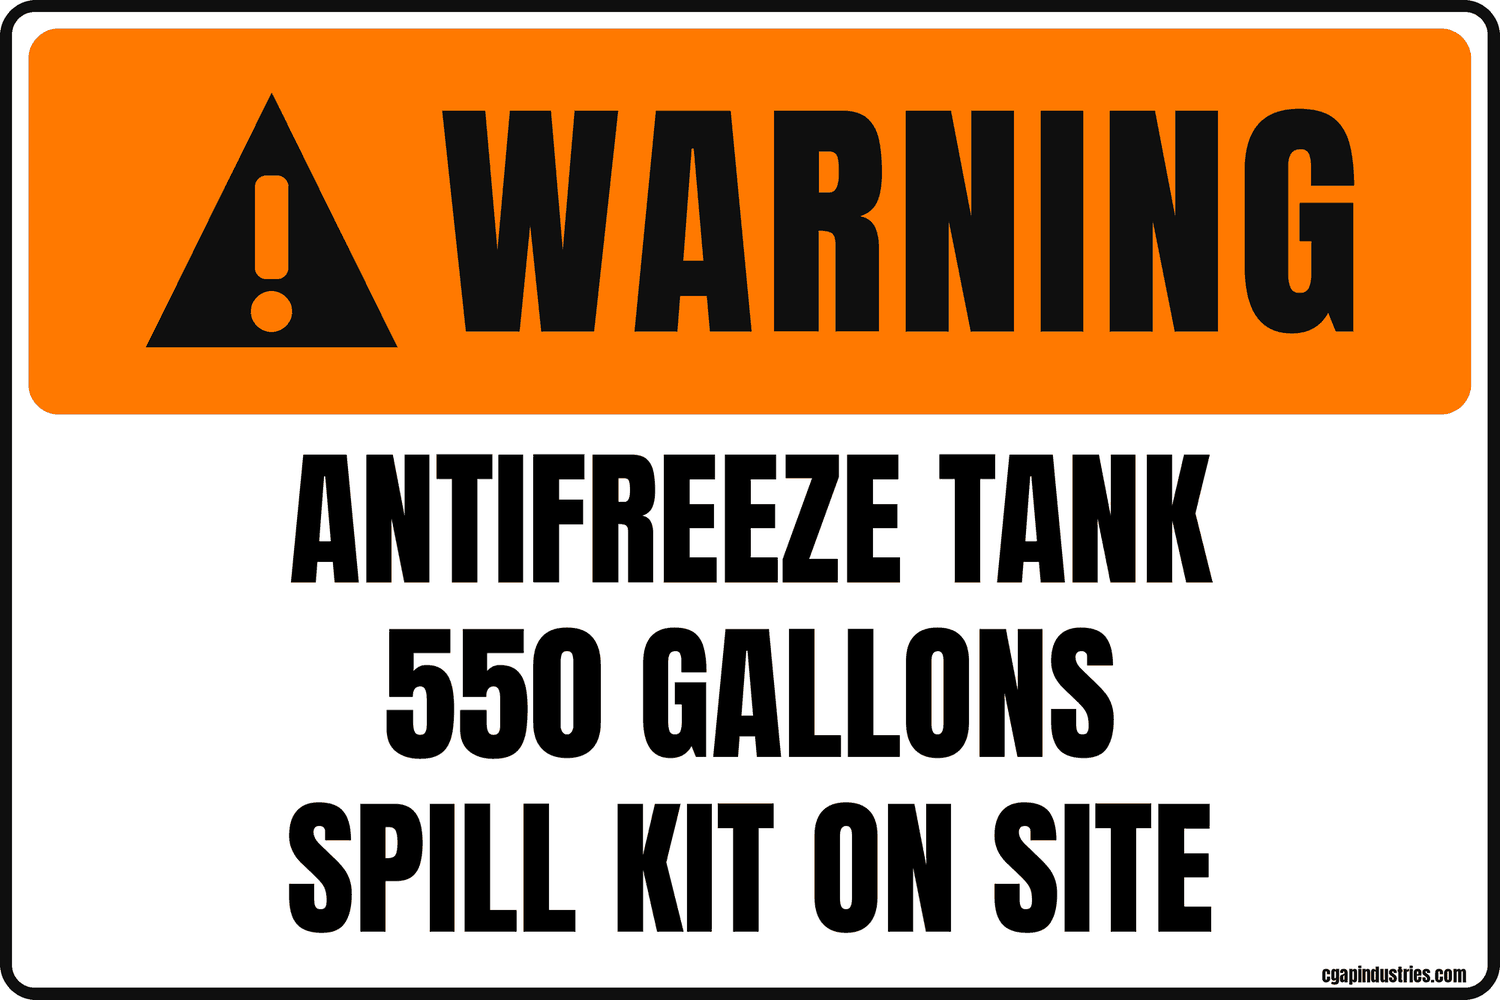 WARNING
ANTIFREEZE TANK
550 GALLONS
SPILL KIT ON SITE
cgapindustries.com